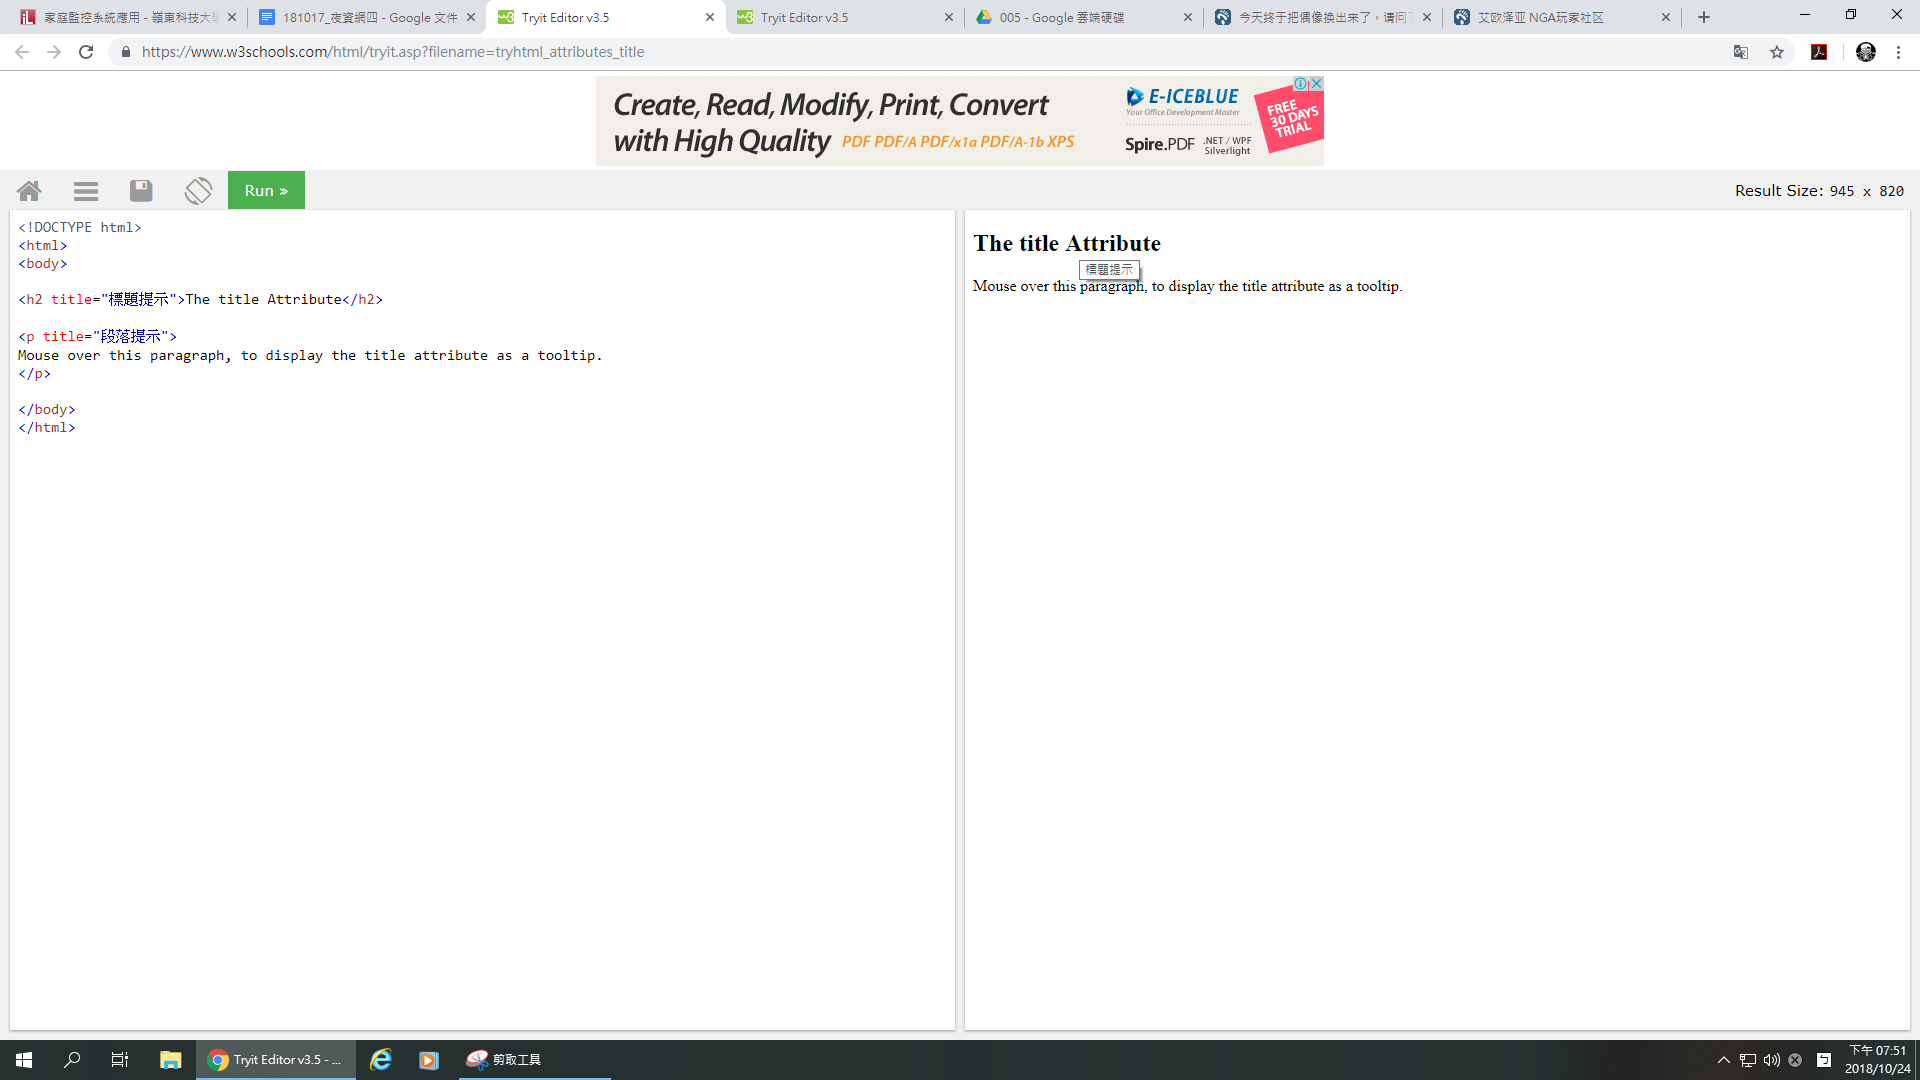 家庭監控系統應用 - 嶺東科技大學
181017_夜資網四 - Google 文件
Tryit Editor v3.5
Tryit Editor v3.5
005 - Google 雲端硬碟
今天终于把偶像換出来了，请问
艾欧泽亚 NGA玩家社区
https://www.w3schools.com/html/tryit.asp?filename=tryhtml_attributes_title
Create, Read, Modify, Print, Convert
with High Quality PDF PDF/A PDF/x1a PDF/A-1b XPS
E-ICEBLUE
Your Office Development Master
Spire.PDF .NET / WPF
Silverlight
FREE
30 DAYS
TRIAL
Run »
Result Size: 945 x 820
<!DOCTYPE html>
<html>
<body>
<h2 title="標題提示">The title Attribute</h2>
<p title="段落提示">
Mouse over this paragraph, to display the title attribute as a tooltip.
</p>
</body>
</html>
The title Attribute
標題提示
Mouse over this paragraph, to display the title attribute as a tooltip.
Tryit Editor v3.5 - ...
剪取工具
下午 07:51
2018/10/24